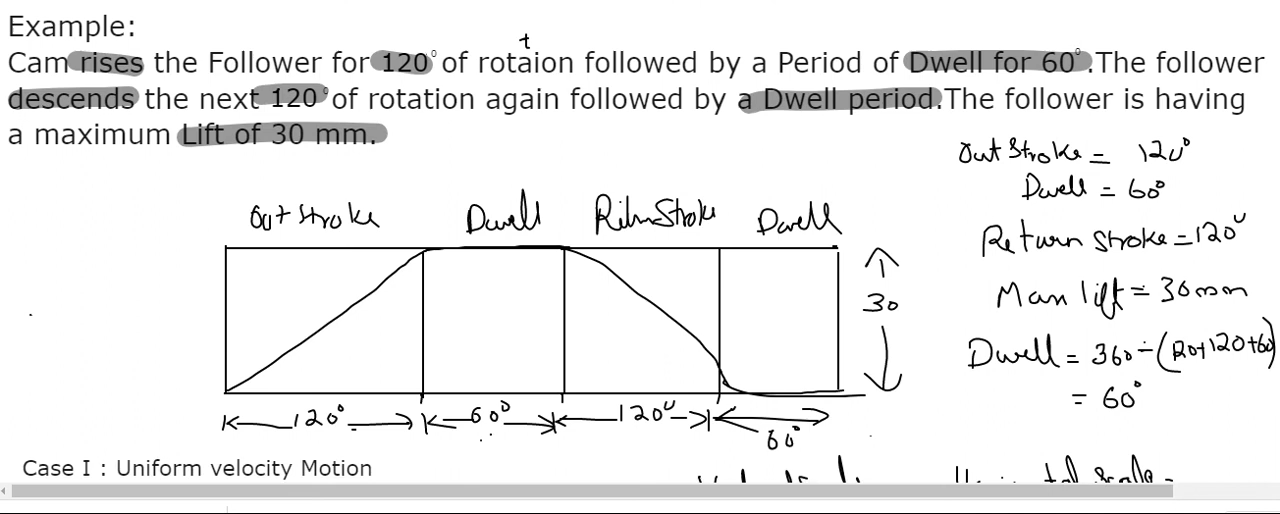 Example:
t
Cam rises the Follower for 120° of rotaion followed by a Period of Dwell for 60°.The follower
descends the next 120° of rotation again followed by a Dwell period.The follower is having
a maximum Lift of 30 mm.
Out Stroke = 120°
Dwell = 60°
Return Stroke = 120°
Max lift = 30mm
Dwell = 360 - (120+120+60)
= 60°
Out stroke Dwell Stroke Dwell
30
120° 60° 120° 60°
Case I : Uniform velocity Motion